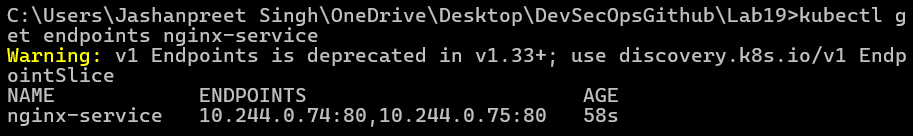 C:\Users\Jashanpreet Singh\OneDrive\Desktop\DevSecOpsGithub\Lab19>kubectl g
et endpoints nginx-service
Warning: v1 Endpoints is deprecated in v1.33+; use discovery.k8s.io/v1 Endp
ointSlice
NAME            ENDPOINTS                       AGE
nginx-service   10.244.0.74:80,10.244.0.75:80   58s